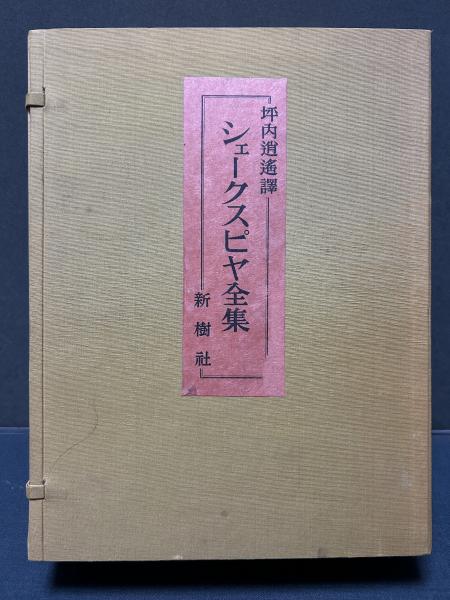 坪内逍遙譯
シェークスピヤ全集
新樹社